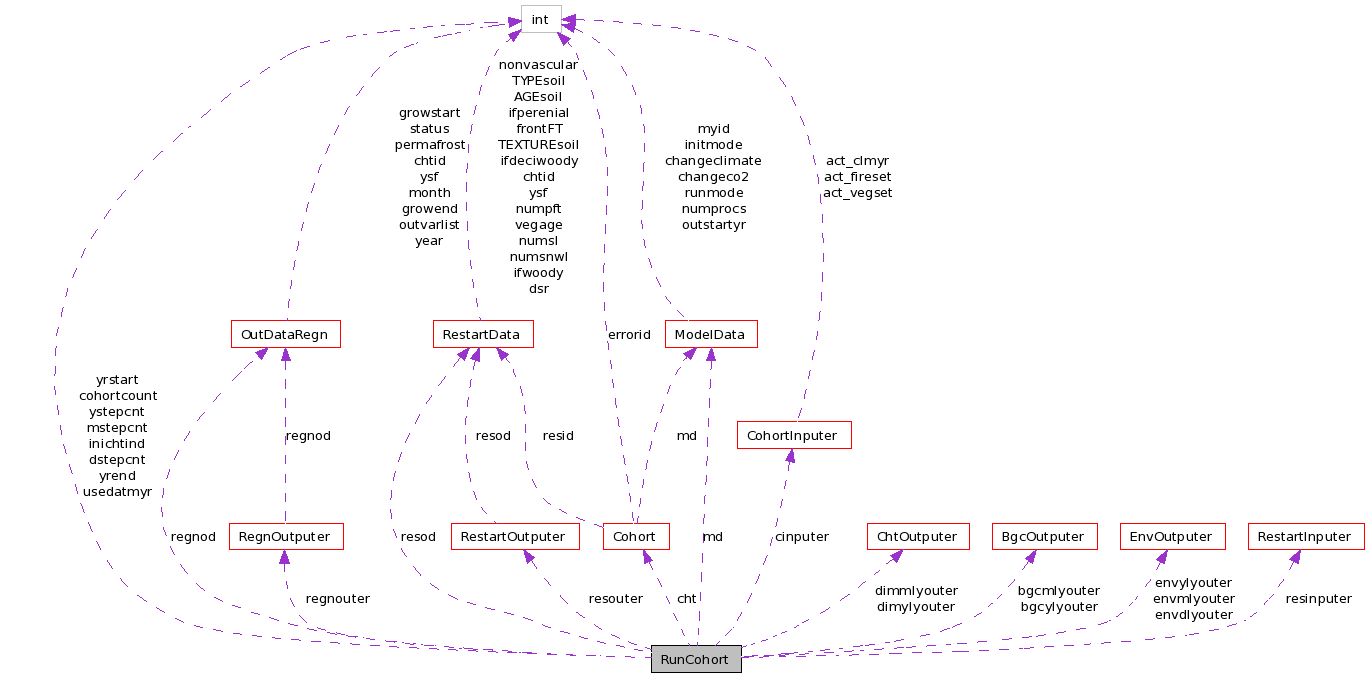 int
growstart
status
permafrost
chtid
ysf
month
growend
outvarlist
year
nonvascular
TYPEsoil
AGEsoil
ifperenial
frontFT
TEXTUREsoil
ifdeciwoody
chtid
ysf
numpft
vegage
numsl
numsnwl
ifwoody
dsr
myid
initmode
changeclimate
changeco2
runmode
numprocs
outstartyr
act_clmyr
act_fireset
act_vegset
OutDataRegn
RestartData
errorid
ModelData
yrstart
cohortcount
ystepcnt
mstepcnt
inichtind
dstepcnt
yrend
usedatmyr
regnod
resod
resid
md
CohortInputer
regnod
RegnOutputer
resod
RestartOutputer
Cohort
md
cinputer
ChtOutputer
BgcOutputer
EnvOutputer
RestartInputer
regnouter
resouter
cht
dimmlyouter
dimylyouter
bgcmlyouter
bgcylyouter
envylyouter
envmlyouter
envdlyouter
resinputer
RunCohort